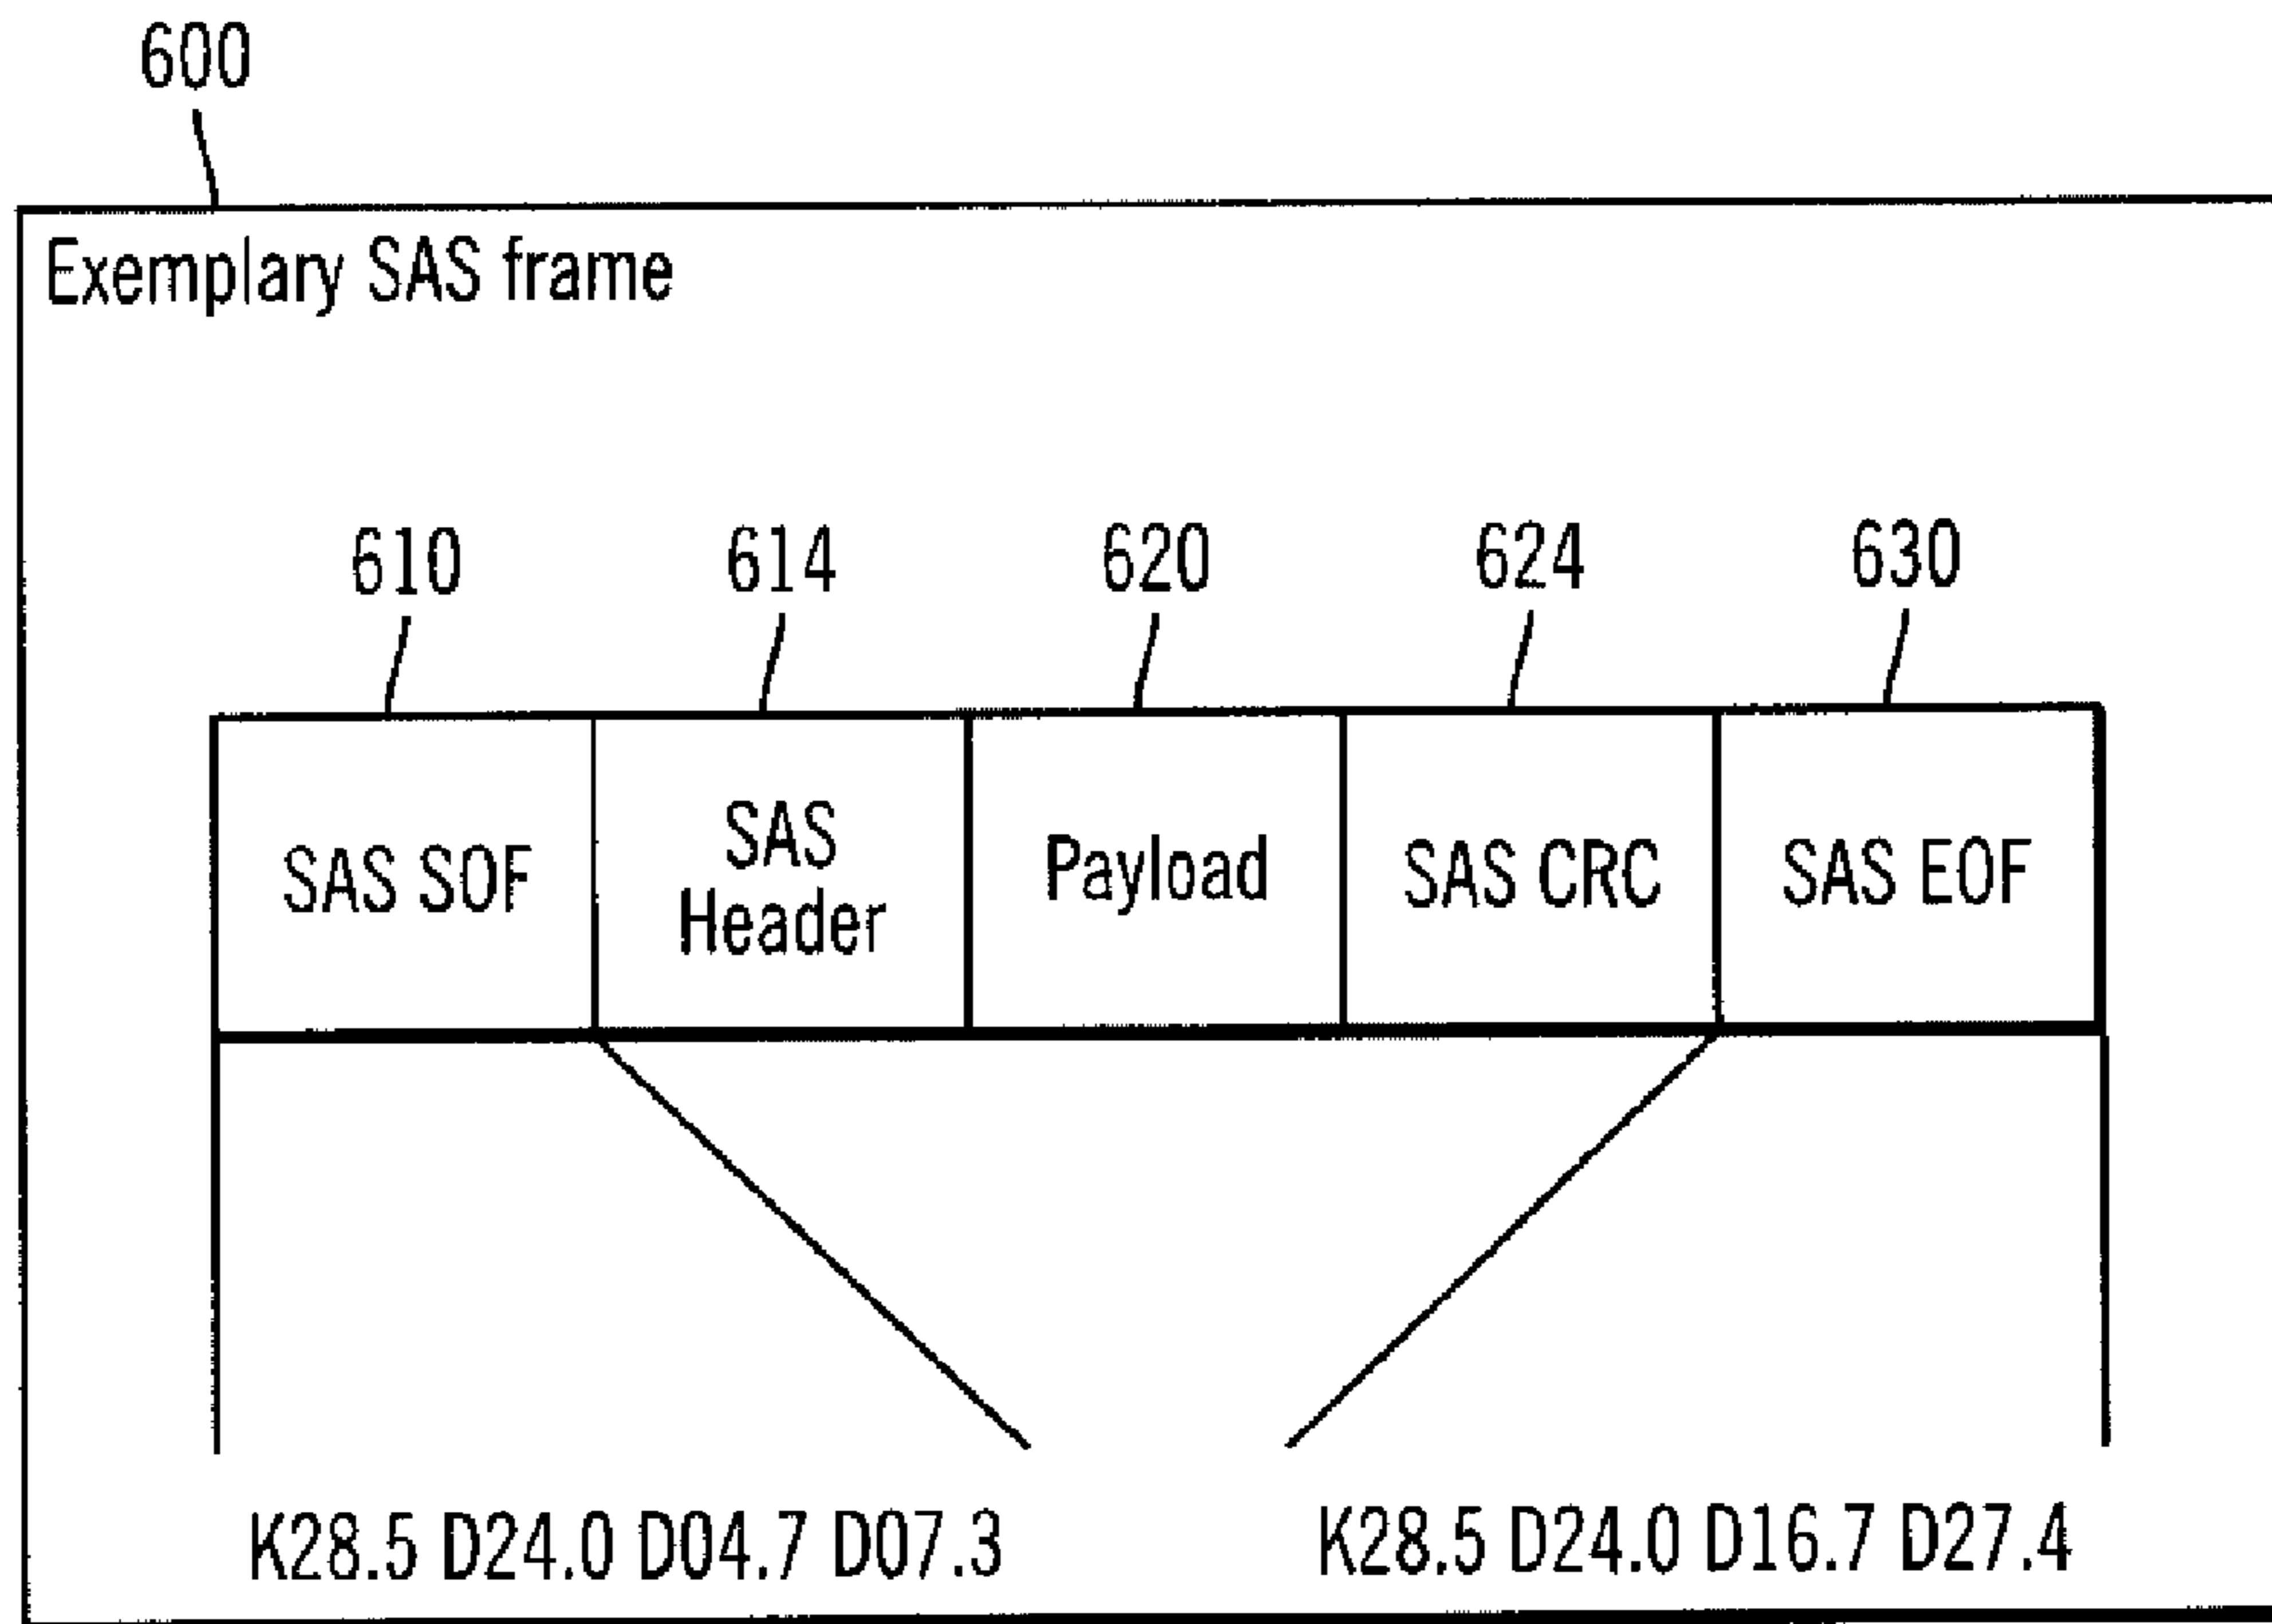 600
Exemplary SAS frame
610 614 620 624 630
SAS SOF
SAS
Header
Payload
SAS CRC
SAS EOF
K28.5 D24.0 D04.7 D07.3
K28.5 D24.0 D16.7 D27.4